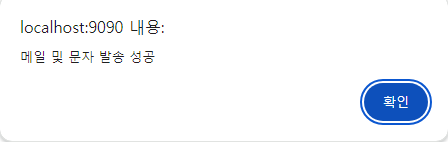 localhost:9090 내용:
메일 및 문자 발송 성공
확인